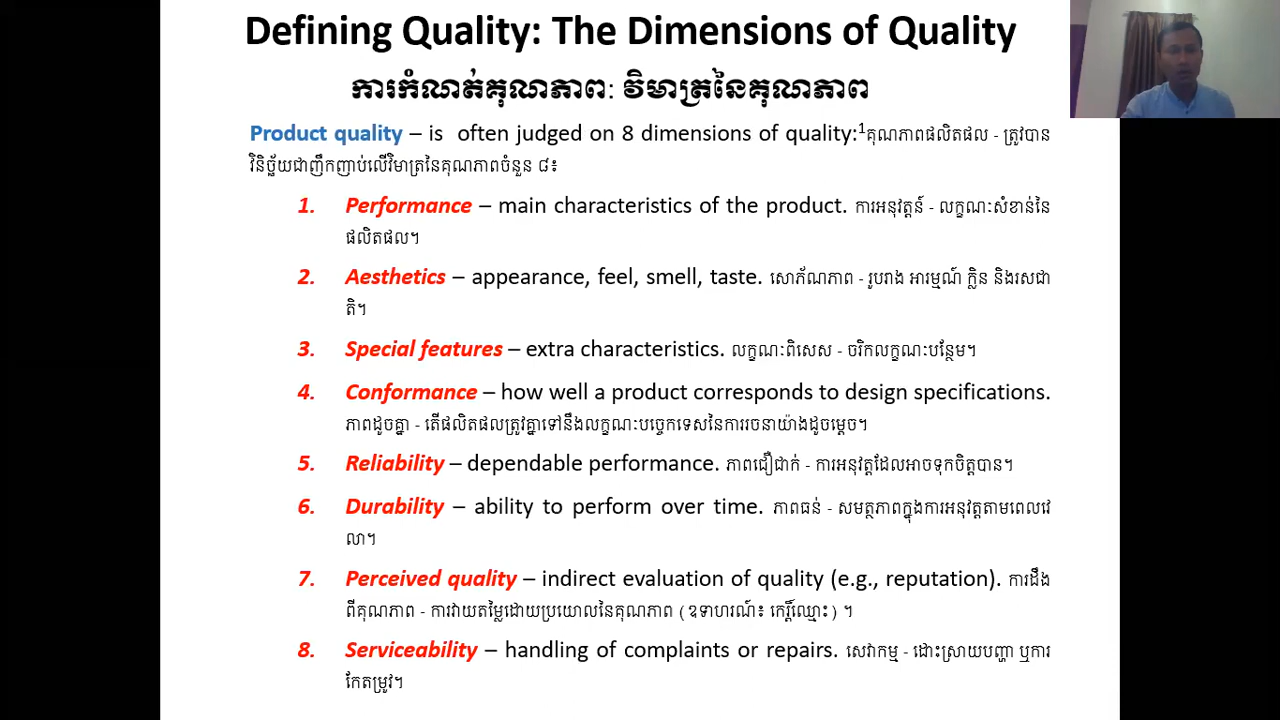 Defining Quality: The Dimensions of Quality
ការកំណត់គុណភាព: វិមាត្រនៃគុណភាព
Product quality – is often judged on 8 dimensions of quality:¹គុណភាពផលិតផល - ត្រូវបាន
វិនិច្ឆ័យជាញឹកញាប់លើវិមាត្រនៃគុណភាពចំនួន ៨៖
1. Performance – main characteristics of the product. ការអនុវត្តន៍ - លក្ខណៈសំខាន់នៃ
ផលិតផល។
2. Aesthetics – appearance, feel, smell, taste. សោភ័ណភាព - រូបរាង អារម្មណ៍ ក្លិន និងរសជា
តិ។
3. Special features – extra characteristics. លក្ខណៈពិសេស - ចរិកលក្ខណៈបន្ថែម។
4. Conformance – how well a product corresponds to design specifications.
ភាពដូចគ្នា - តើផលិតផលត្រូវគ្នាទៅនឹងលក្ខណៈបច្ចេកទេសនៃការរចនាយ៉ាងដូចម្តេច។
5. Reliability – dependable performance. ភាពជឿជាក់ - ការអនុវត្តដែលអាចទុកចិត្តបាន។
6. Durability – ability to perform over time. ភាពធន់ - សមត្ថភាពក្នុងការអនុវត្តតាមពេលវេ
លា។
7. Perceived quality – indirect evaluation of quality (e.g., reputation). ការដឹង
ពីគុណភាព - ការវាយតម្លៃដោយប្រយោលនៃគុណភាព (ឧទាហរណ៍៖ កេរ្តិ៍ឈ្មោះ) ។
8. Serviceability – handling of complaints or repairs. សេវាកម្ម - ដោះស្រាយបញ្ហា ឬការ
កែតម្រូវ។